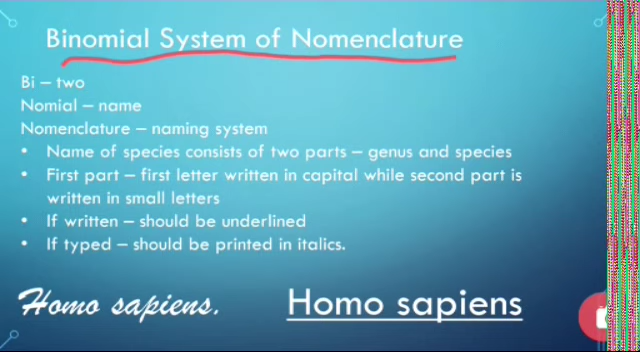 Binomial System of Nomenclature
Bi – two
Nomial – name
Nomenclature – naming system
• Name of species consists of two parts – genus and species
• First part – first letter written in capital while second part is
written in small letters
• If written – should be underlined
• If typed – should be printed in italics.
Homo sapiens. Homo sapiens